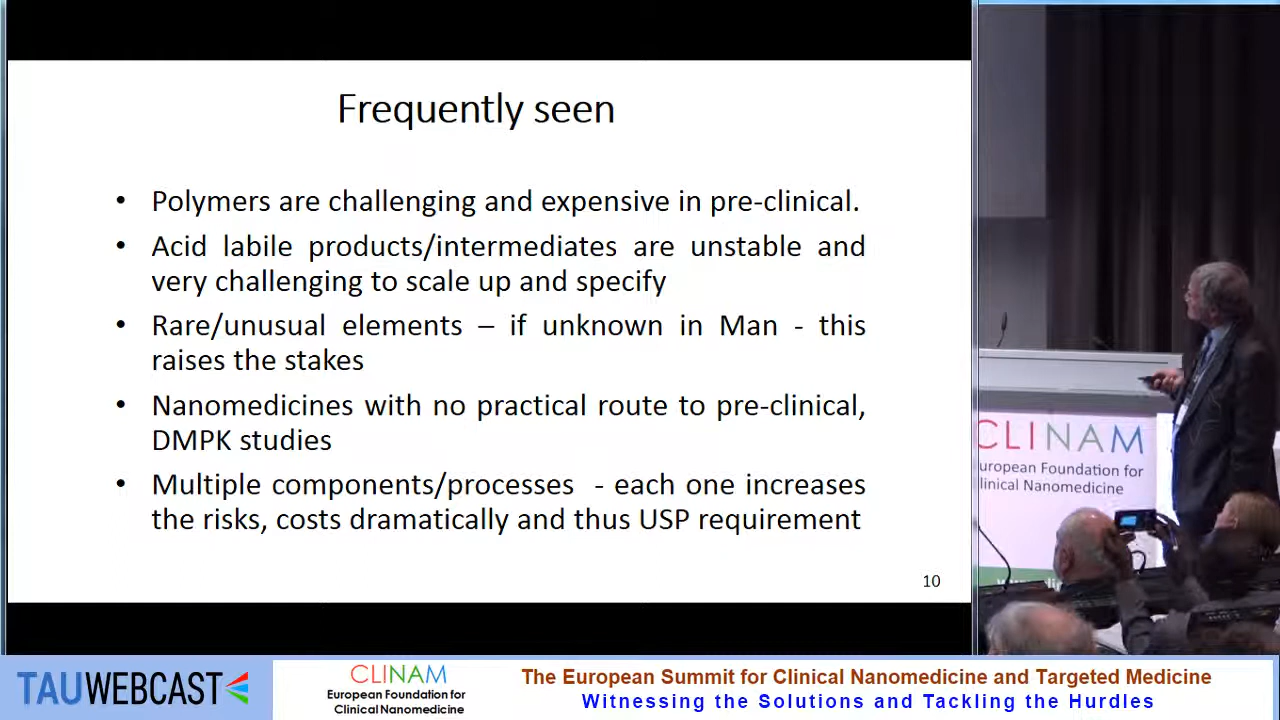 Frequently seen
• Polymers are challenging and expensive in pre-clinical.
• Acid labile products/intermediates are unstable and
very challenging to scale up and specify
• Rare/unusual elements – if unknown in Man - this
raises the stakes
• Nanomedicines with no practical route to pre-clinical,
DMPK studies
• Multiple components/processes - each one increases
the risks, costs dramatically and thus USP requirement
10
CLINAM
uropean Foundation for
linical Nanomedicine
TAUWEBCAST
CLINAM
European Foundation for
Clinical Nanomedicine
The European Summit for Clinical Nanomedicine and Targeted Medicine
Witnessing the Solutions and Tackling the Hurdles